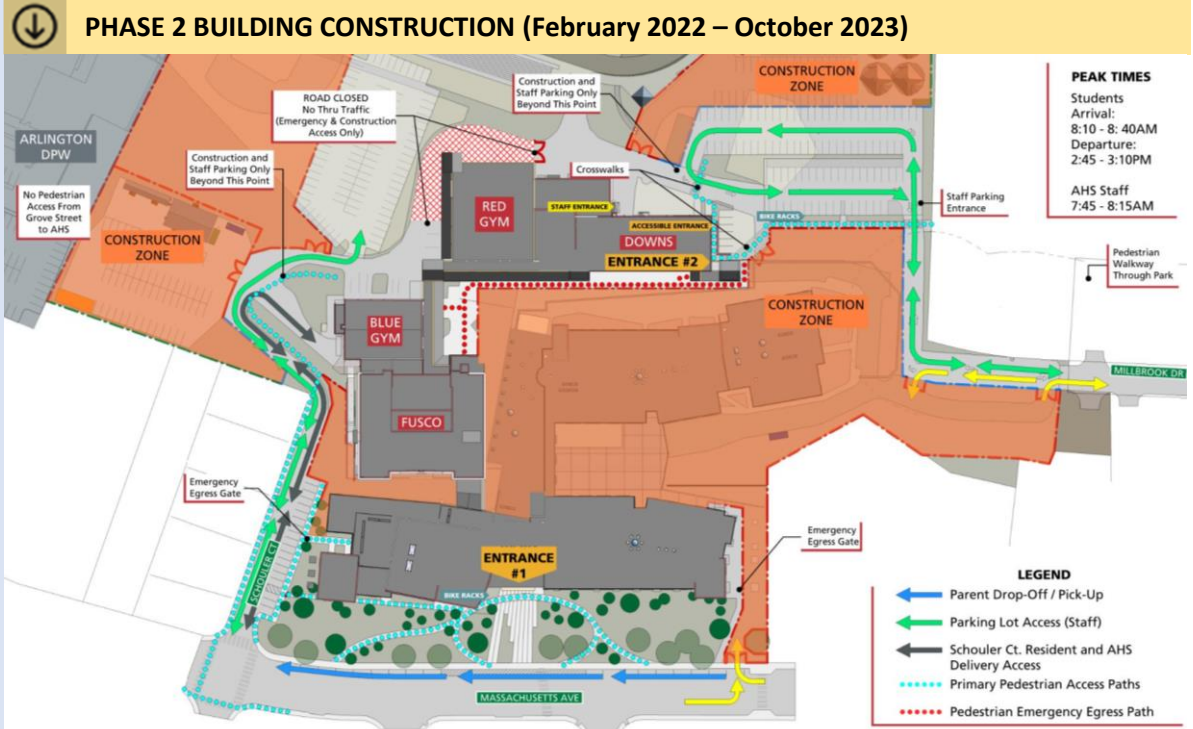 PHASE 2 BUILDING CONSTRUCTION (February 2022 – October 2023)
ARLINGTON
DPW
No Pedestrian
Access From
Grove Street
to AHS
CONSTRUCTION
ZONE
Construction and
Staff Parking Only
Beyond This Point
ROAD CLOSED
No Thru Traffic
(Emergency & Construction
Access Only)
Construction and
Staff Parking Only
Beyond This Point
Crosswalks
CONSTRUCTION
ZONE
PEAK TIMES
Students
Arrival:
8:10 - 8: 40AM
Departure:
2:45 - 3:10PM
AHS Staff
7:45 - 8:15AM
Staff Parking
Entrance
Pedestrian
Walkway
Through Park
RED
GYM
STAFF ENTRANCE
ACCESSIBLE ENTRANCE
BIKE RACKS
DOWNS
ENTRANCE #2
BLUE
GYM
FUSCO
CONSTRUCTION
ZONE
MILLBROOK DR
Emergency
Egress Gate
SCHOULER CT
ENTRANCE
#1
BIKE RACKS
Emergency
Egress Gate
MASSACHUSETTS AVE
LEGEND
Parent Drop-Off / Pick-Up
Parking Lot Access (Staff)
Schouler Ct. Resident and AHS
Delivery Access
Primary Pedestrian Access Paths
Pedestrian Emergency Egress Path